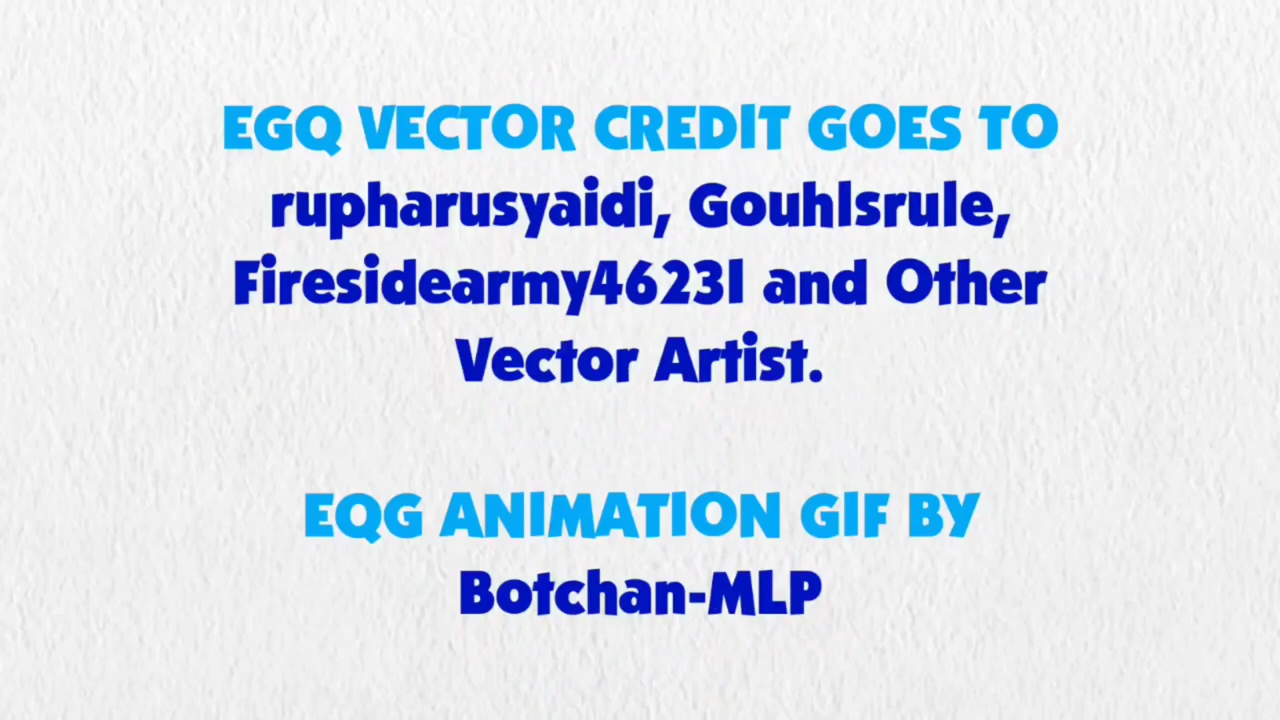 EGQ VECTOR CREDIT GOES TO
rupharusyaidi, Gouhlsrule,
Firesidearmy46231 and Other
Vector Artist.
EQG ANIMATION GIF BY
Botchan-MLP